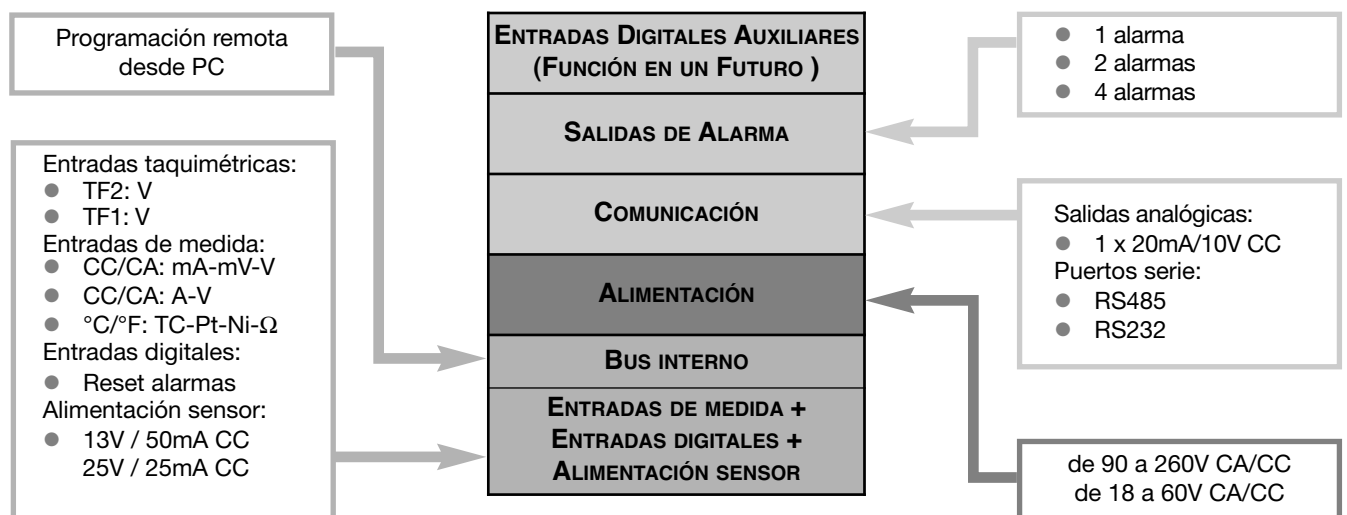 Programación remota
desde PC
Entradas taquimétricas:
● TF2: V
● TF1: V
Entradas de medida:
● CC/CA: mA-mV-V
● CC/CA: A-V
● °C/°F: TC-Pt-Ni-Ω
Entradas digitales:
● Reset alarmas
Alimentación sensor:
● 13V / 50mA CC
25V / 25mA CC
ENTRADAS DIGITALES AUXILIARES
(FUNCIÓN EN UN FUTURO )
SALIDAS DE ALARMA
COMUNICACIÓN
ALIMENTACIÓN
BUS INTERNO
ENTRADAS DE MEDIDA +
ENTRADAS DIGITALES +
ALIMENTACIÓN SENSOR
● 1 alarma
● 2 alarmas
● 4 alarmas
Salidas analógicas:
● 1 x 20mA/10V CC
Puertos serie:
● RS485
● RS232
de 90 a 260V CA/CC
de 18 a 60V CA/CC